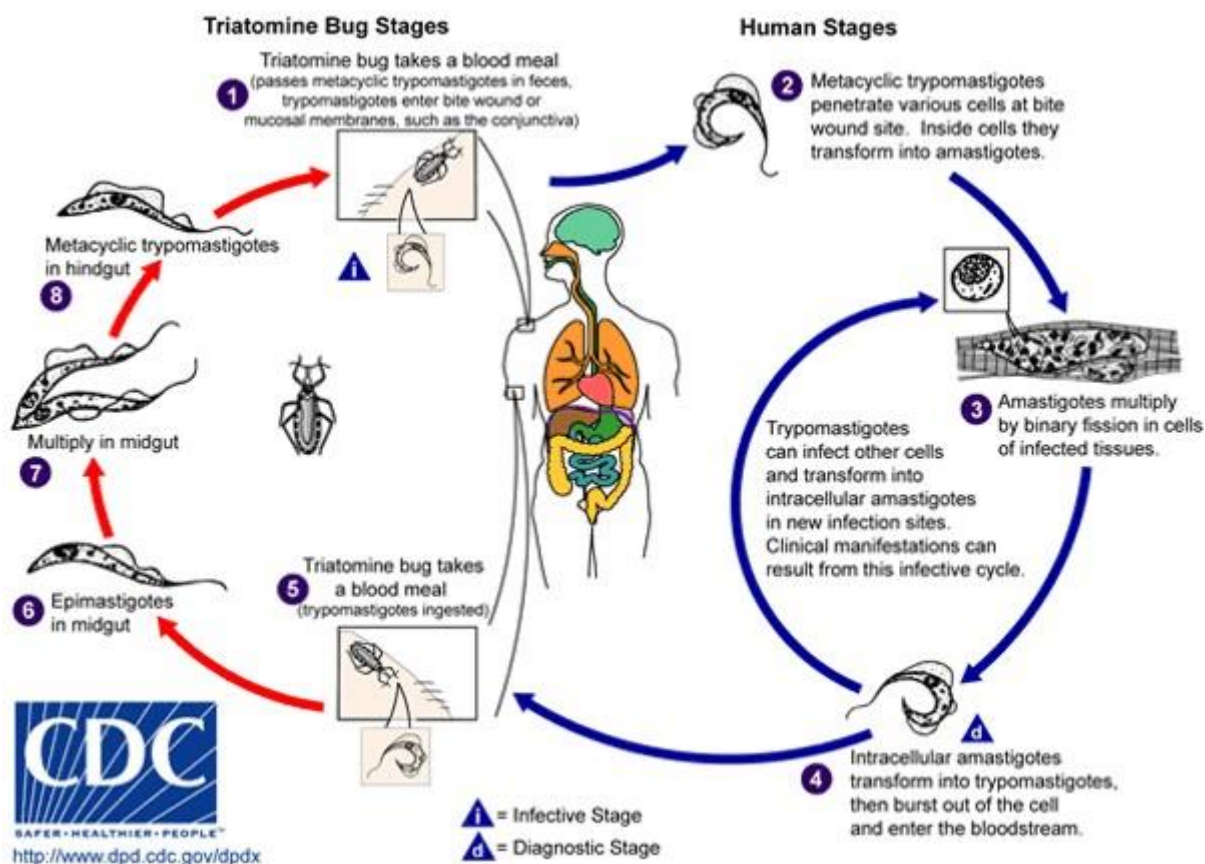 Triatomine Bug Stages
Triatomine bug takes a blood meal
(passes metacyclic trypomastigotes in feces,
trypomastigotes enter bite wound or
mucosal membranes, such as the conjunctiva)
1
i
Human Stages
2
Metacyclic trypomastigotes
penetrate various cells at bite
wound site. Inside cells they
transform into amastigotes.
3
Amastigotes multiply
by binary fission in cells
of infected tissues.
Trypomastigotes
can infect other cells
and transform into
intracellular amastigotes
in new infection sites.
Clinical manifestations can
result from this infective cycle.
d
4
Intracellular amastigotes
transform into trypomastigotes,
then burst out of the cell
and enter the bloodstream.
Triatomine bug takes
a blood meal
(trypomastigotes ingested)
5
6
Epimastigotes
in midgut
Multiply in midgut
7
Metacyclic trypomastigotes
in hindgut
8
i = Infective Stage
d = Diagnostic Stage
CDC
SAFER•HEALTHIER•PEOPLE™
http://www.dpd.cdc.gov/dpdx